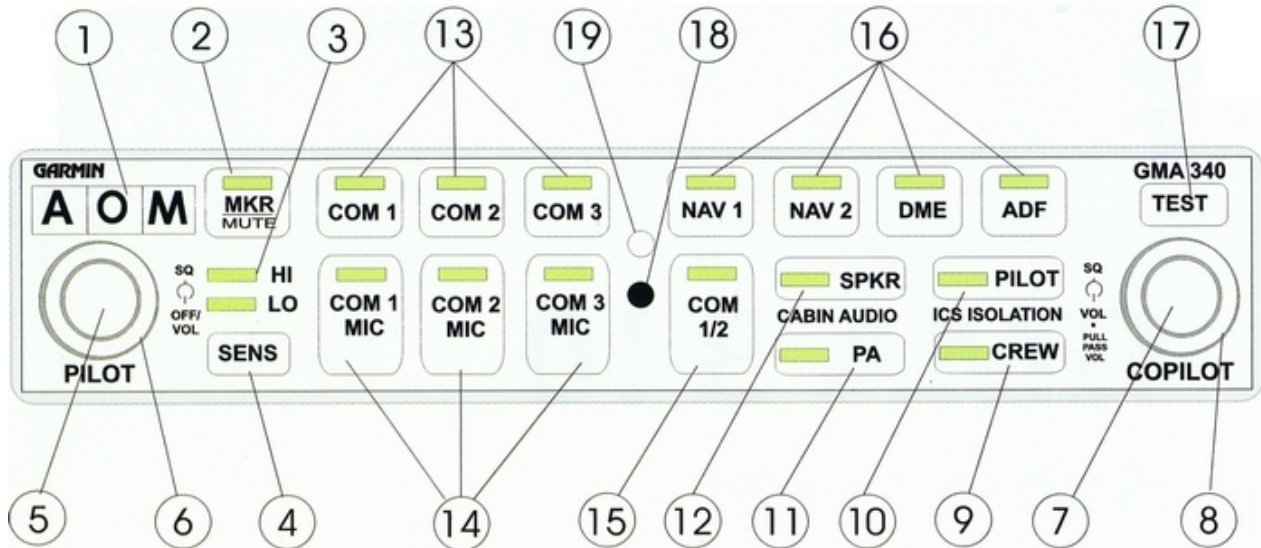 1 2 3 13 19 18 16 17
GARMIN
GMA 340
A O M
MKR
MUTE
COM 1
COM 2
COM 3
NAV 1
NAV 2
DME
ADF
TEST
SQ
OFF/
VOL
HI
LO
SENS
PILOT
COM 1
MIC
COM 2
MIC
COM 3
MIC
COM
1/2
SPKR
CABIN AUDIO
PA
PILOT
ICS ISOLATION
CREW
SQ
VOL
PULL
PASS
VOL
COPILOT
5 6 4 14 15 12 11 10 9 7 8